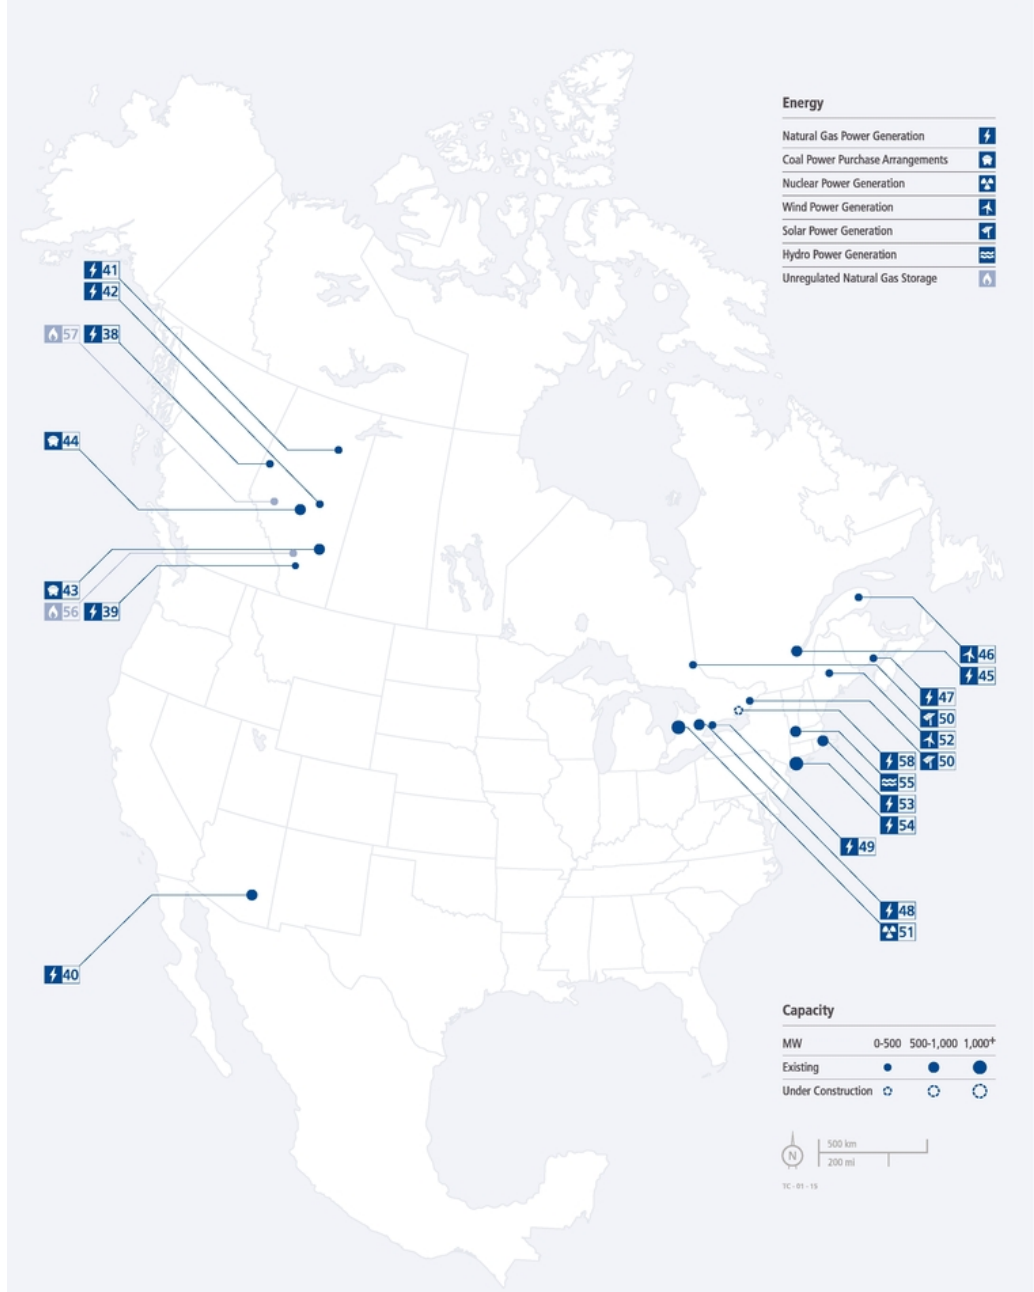 Energy
Natural Gas Power Generation
Coal Power Purchase Arrangements
Nuclear Power Generation
Wind Power Generation
Solar Power Generation
Hydro Power Generation
Unregulated Natural Gas Storage
41
42
57 38
44
43
56 39
46
45
47
50
52
58 50
55
53
54
49
48
51
40
Capacity
MW 0-500 500-1,000 1,000+
Existing
Under Construction
N
500 km
200 mi
TC - 01 - 15